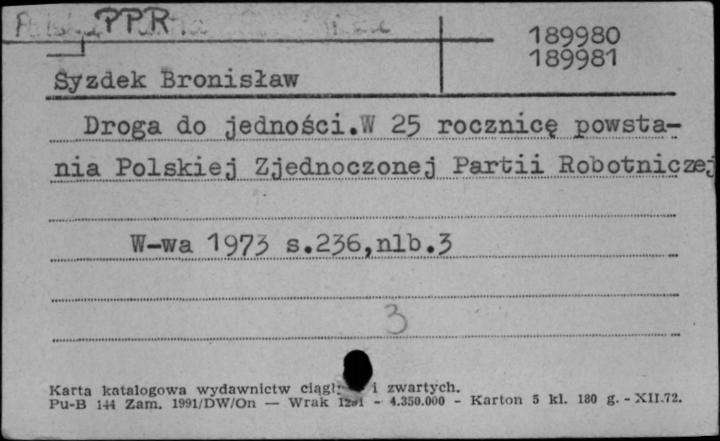 PPR
189980
189981
Syzdek Bronisław
Droga do jedności.W 25 rocznicę powsta-
nia Polskiej Zjednoczonej Partii Robotniczej
W-wa 1973 s.236,nlb.3
3
Karta katalogowa wydawnictw i zwartych.
Pu-B 144 Zam. 1991/DW/On — Wrak - 4.350.000 - Karton 5 kl. 180 g. - XII.72.